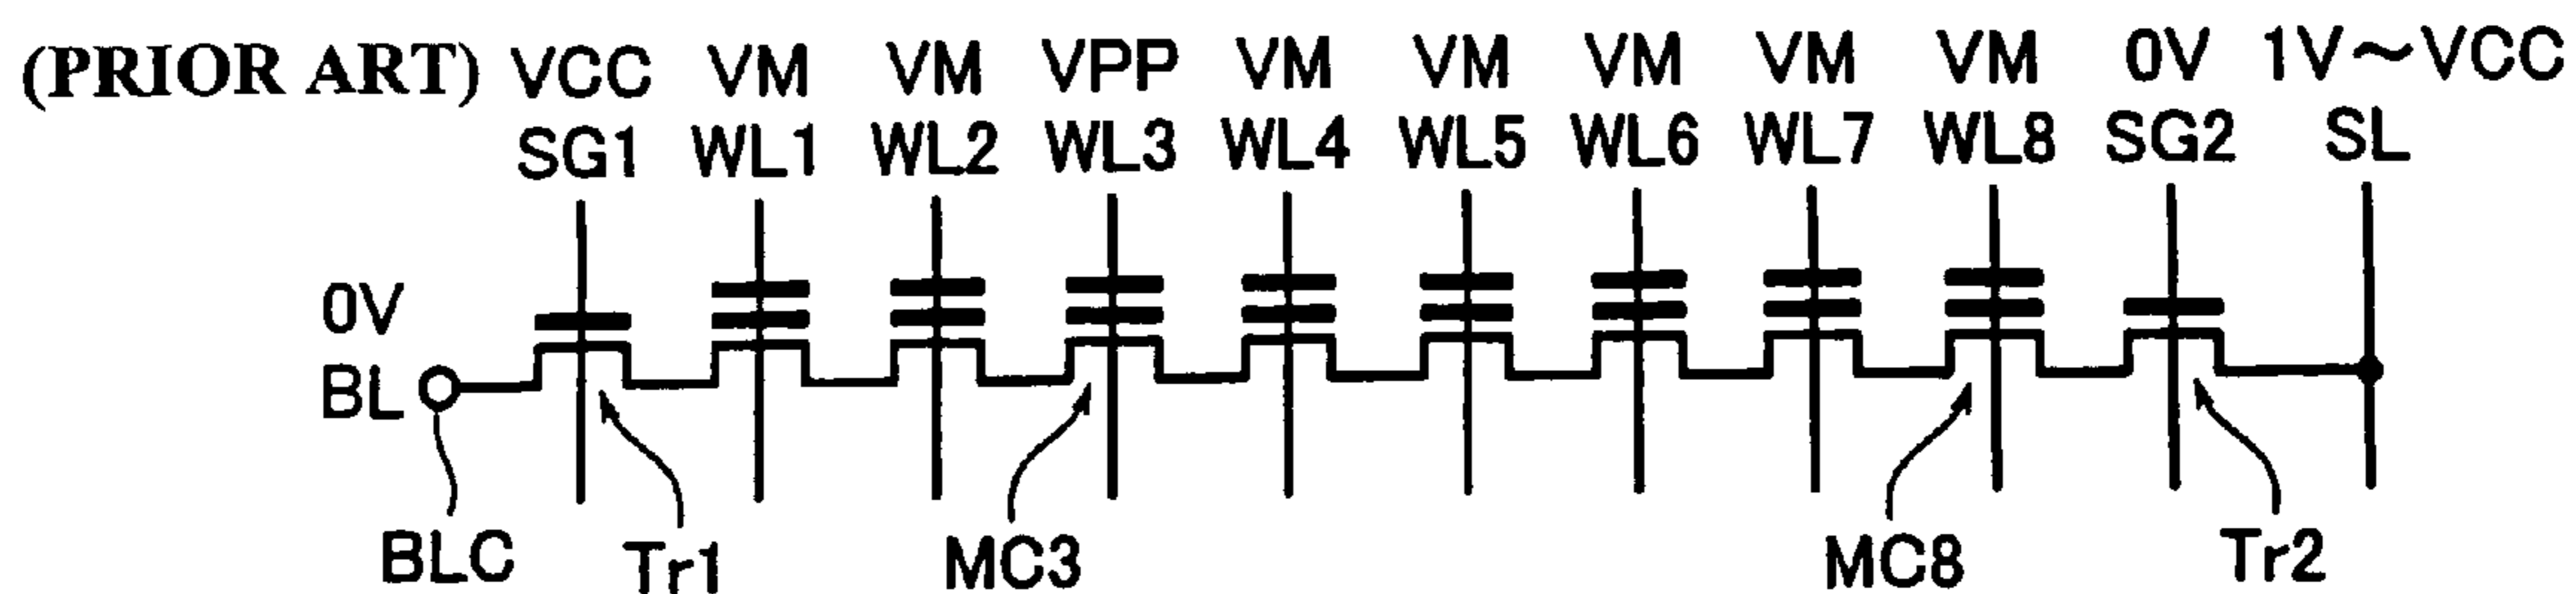 (PRIOR ART) VCC VM VM VPP VM VM VM VM VM 0V 1V~VCC
SG1 WL1 WL2 WL3 WL4 WL5 WL6 WL7 WL8 SG2 SL
0V
BL
BLC Tr1 MC3 MC8 Tr2